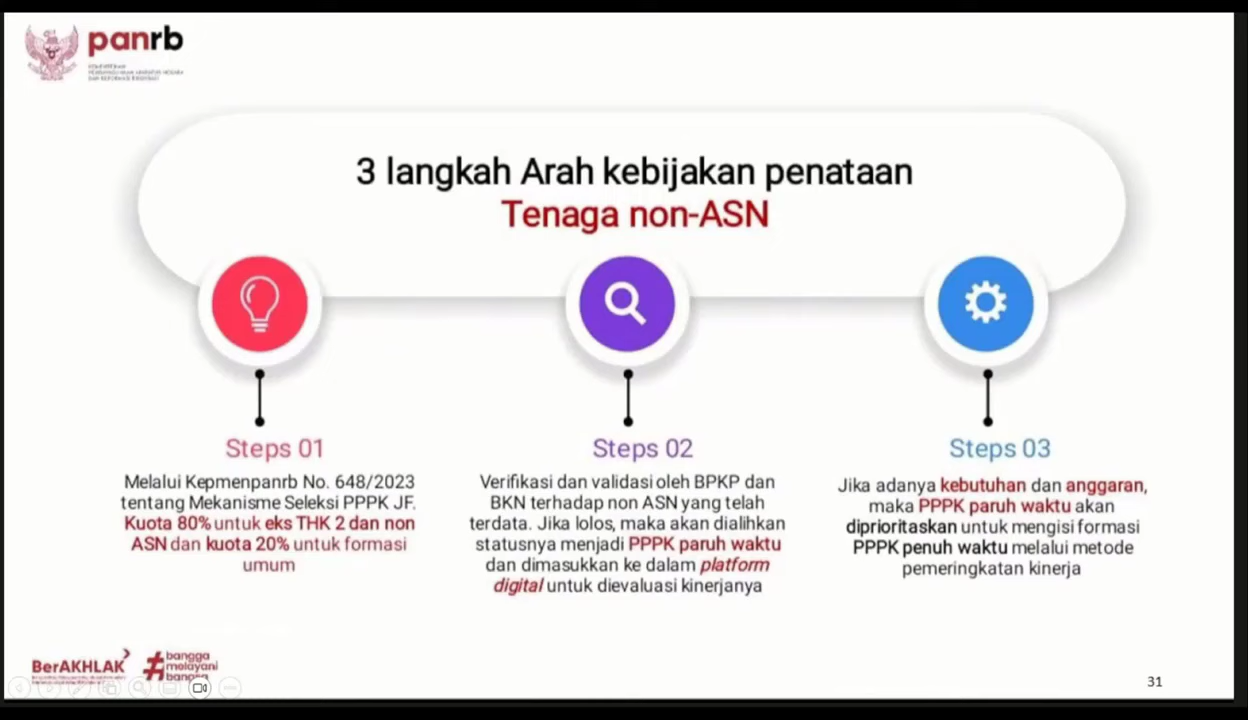 panrb
3 langkah Arah kebijakan penataan
Tenaga non-ASN
Steps 01
Melalui Kepmenpanrb No. 648/2023
tentang Mekanisme Seleksi PPPK JF.
Kuota 80% untuk eks THK 2 dan non
ASN dan kuota 20% untuk formasi
umum
Steps 02
Verifikasi dan validasi oleh BPKP dan
BKN terhadap non ASN yang telah
terdata. Jika lolos, maka akan dialihkan
statusnya menjadi PPPK paruh waktu
dan dimasukkan ke dalam platform
digital untuk dievaluasi kinerjanya
Steps 03
Jika adanya kebutuhan dan anggaran,
maka PPPK paruh waktu akan
diprioritaskan untuk mengisi formasi
PPPK penuh waktu melalui metode
pemeringkatan kinerja
BerAKHLAK
#bangga
melayani
bangsa
31